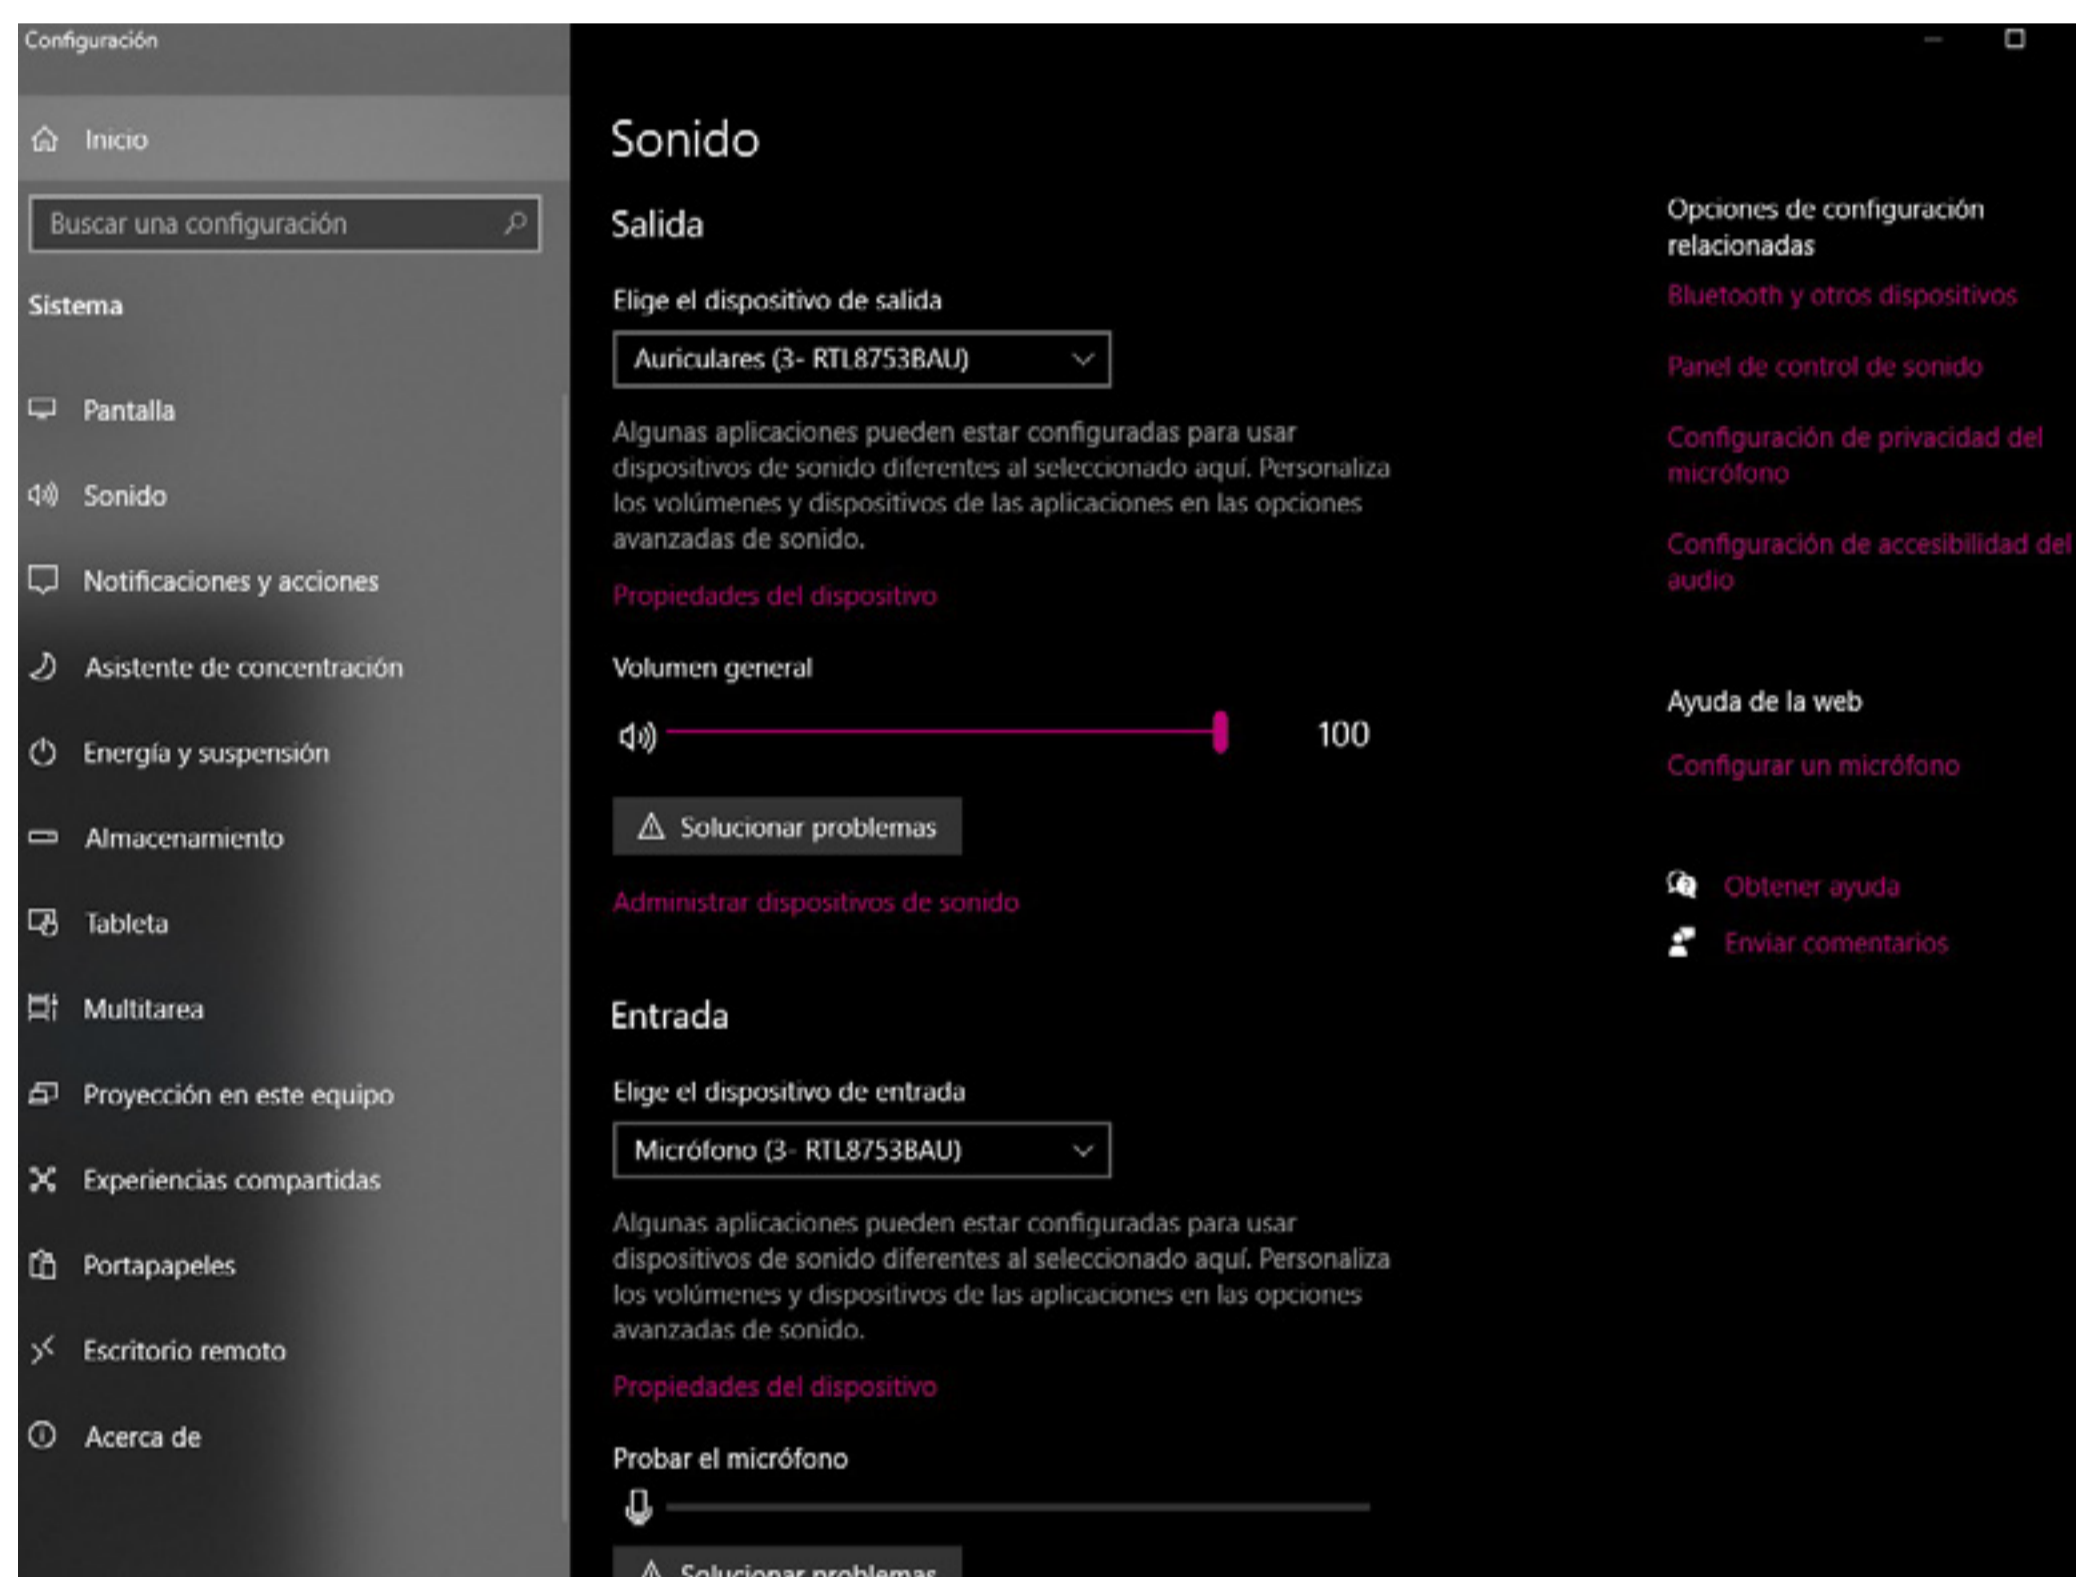 Configuración
Inicio
Buscar una configuración
Sistema
Pantalla
Sonido
Notificaciones y acciones
Asistente de concentración
Energía y suspensión
Almacenamiento
Tableta
Multitarea
Proyección en este equipo
Experiencias compartidas
Portapapeles
Escritorio remoto
Acerca de
Sonido
Salida
Elige el dispositivo de salida
Auriculares (3- RTL8753BAU)
Algunas aplicaciones pueden estar configuradas para usar
dispositivos de sonido diferentes al seleccionado aquí. Personaliza
los volúmenes y dispositivos de las aplicaciones en las opciones
avanzadas de sonido.
Propiedades del dispositivo
Volumen general
100
Solucionar problemas
Administrar dispositivos de sonido
Entrada
Elige el dispositivo de entrada
Micrófono (3- RTL8753BAU)
Algunas aplicaciones pueden estar configuradas para usar
dispositivos de sonido diferentes al seleccionado aquí. Personaliza
los volúmenes y dispositivos de las aplicaciones en las opciones
avanzadas de sonido.
Propiedades del dispositivo
Probar el micrófono
Solucionar problemas
Opciones de configuración
relacionadas
Bluetooth y otros dispositivos
Panel de control de sonido
Configuración de privacidad del
micrófono
Configuración de accesibilidad del
audio
Ayuda de la web
Configurar un micrófono
Obtener ayuda
Enviar comentarios